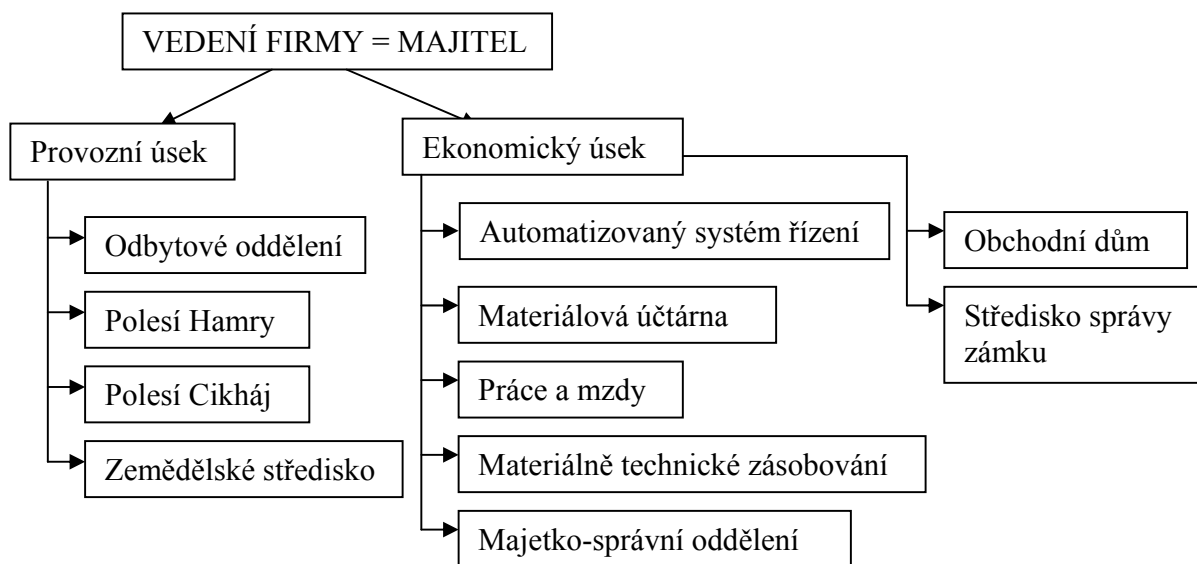 VEDENÍ FIRMY = MAJITEL
Provozní úsek
Odbytové oddělení
Polesí Hamry
Polesí Cikháj
Zemědělské středisko
Ekonomický úsek
Automatizovaný systém řízení
Materiálová účtárna
Práce a mzdy
Materiálně technické zásobování
Majetko-správní oddělení
Obchodní dům
Středisko správy
zámku